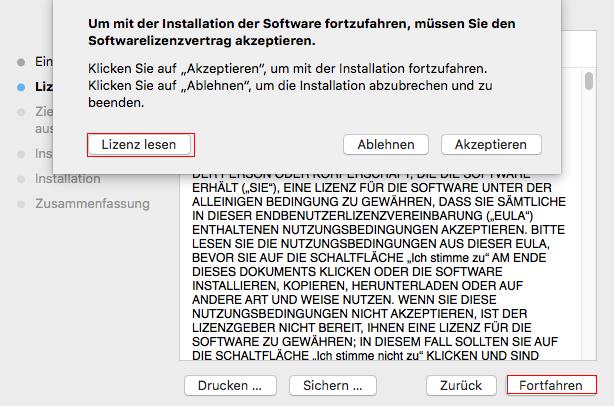 Um mit der Installation der Software fortzufahren, müssen Sie den
Softwarelizenzvertrag akzeptieren.
Klicken Sie auf „Akzeptieren“, um mit der Installation fortzufahren.
Klicken Sie auf „Ablehnen“, um die Installation abzubrechen und zu
beenden.
Lizenz lesen
Ablehnen
Akzeptieren
Ein
Liz
Zie
aus
Ins
Installation
Zusammenfassung
DER PERSON ODER KÖRPERSCHAFT, DIE DIE SOFTWARE
ERHÄLT („SIE“), EINE LIZENZ FÜR DIE SOFTWARE UNTER DER
ALLEINIGEN BEDINGUNG ZU GEWÄHREN, DASS SIE SÄMTLICHE
IN DIESER ENDBENUTZERLIZENZVEREINBARUNG („EULA“)
ENTHALTENEN NUTZUNGSBEDINGUNGEN AKZEPTIEREN. BITTE
LESEN SIE DIE NUTZUNGSBEDINGUNGEN AUS DIESER EULA,
BEVOR SIE AUF DIE SCHALTFLÄCHE „Ich stimme zu“ AM ENDE
DIESES DOKUMENTS KLICKEN ODER DIE SOFTWARE
INSTALLIEREN, KOPIEREN, HERUNTERLADEN ODER AUF
ANDERE ART UND WEISE NUTZEN. WENN SIE DIESE
NUTZUNGSBEDINGUNGEN NICHT AKZEPTIEREN, IST DER
LIZENZGEBER NICHT BEREIT, IHNEN EINE LIZENZ FÜR DIE
SOFTWARE ZU GEWÄHREN; IN DIESEM FALL SOLLTEN SIE AUF
DIE SCHALTFLÄCHE „Ich stimme nicht zu“ KLICKEN UND SIND
Drucken ...
Sichern ...
Zurück
Fortfahren